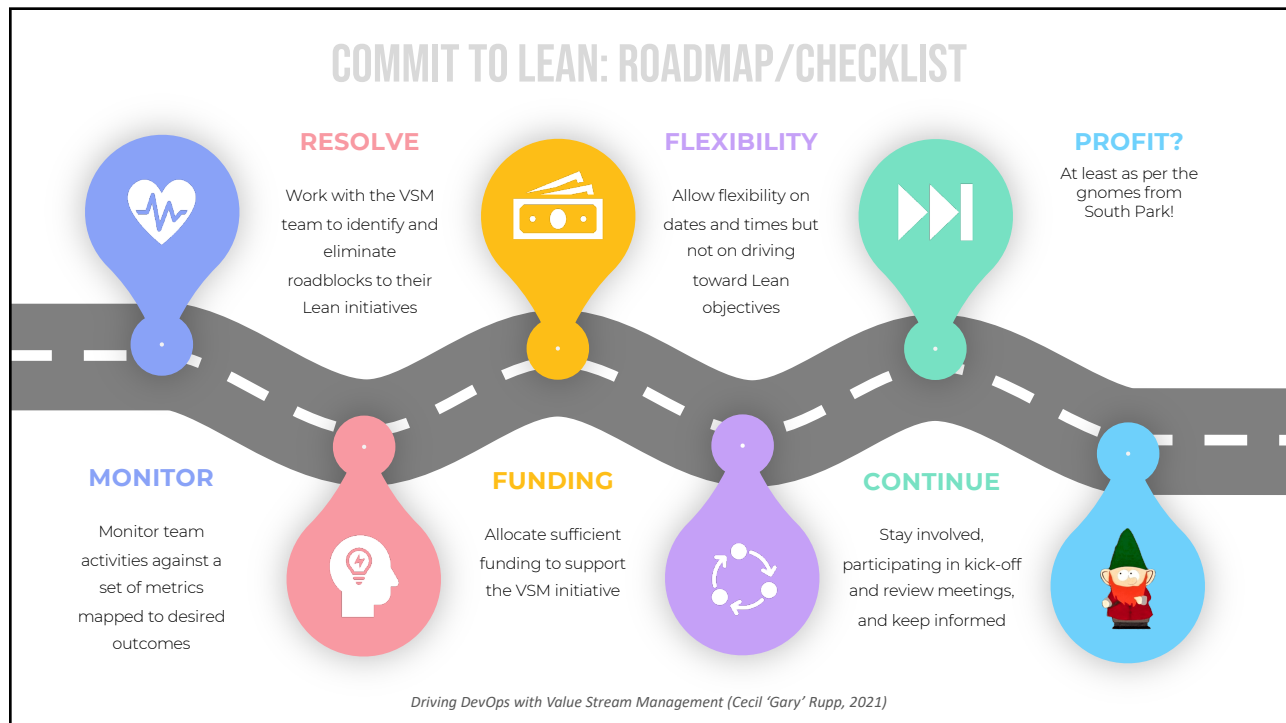 COMMIT TO LEAN: ROADMAP/CHECKLIST
MONITOR
Monitor team
activities against a
set of metrics
mapped to desired
outcomes
RESOLVE
Work with the VSM
team to identify and
eliminate
roadblocks to their
Lean initiatives
FUNDING
Allocate sufficient
funding to support
the VSM initiative
FLEXIBILITY
Allow flexibility on
dates and times but
not on driving
toward Lean
objectives
CONTINUE
Stay involved,
participating in kick-off
and review meetings,
and keep informed
PROFIT?
At least as per the
gnomes from
South Park!
Driving DevOps with Value Stream Management (Cecil ‘Gary’ Rupp, 2021)